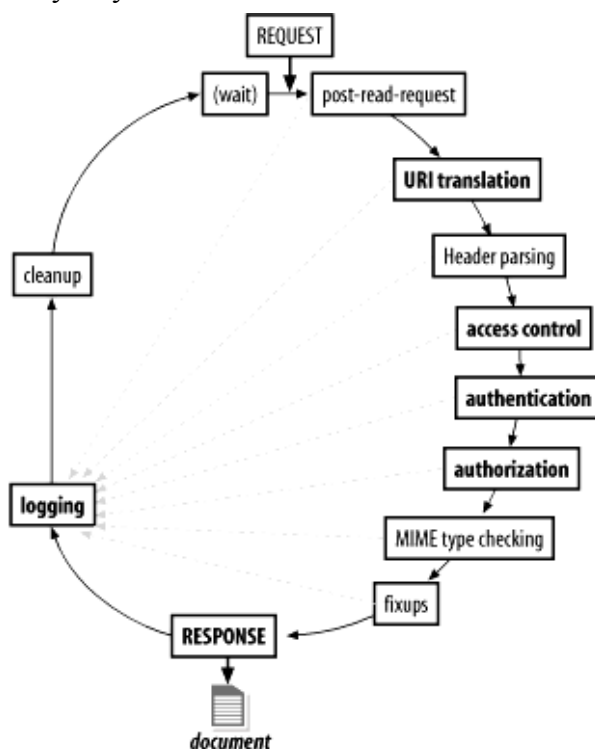 REQUEST
(wait)
post-read-request
URI translation
Header parsing
cleanup
access control
authentication
authorization
logging
MIME type checking
fixups
RESPONSE
document